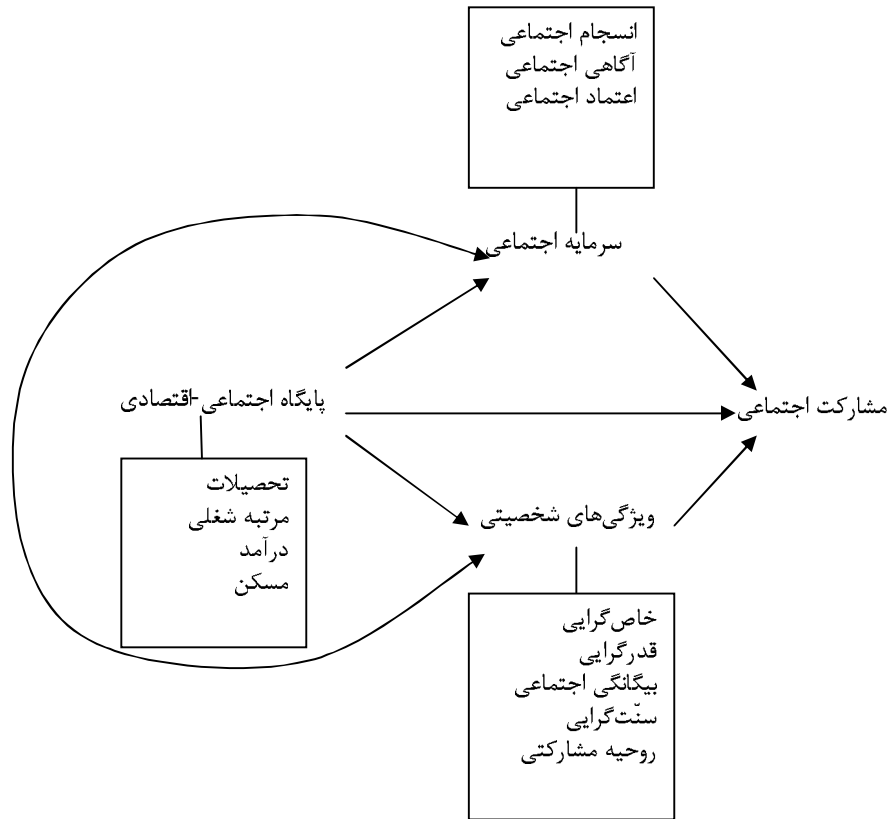 انسجام اجتماعی
آگاهی اجتماعی
اعتماد اجتماعی
سرمایه اجتماعی
پایگاه اجتماعی-اقتصادی
مشارکت اجتماعی
تحصیلات
مرتبه شغلی
درآمد
مسکن
ویژگی‌های شخصیتی
خاص‌گرایی
قدرگرایی
بیگانگی اجتماعی
سنّت‌گرایی
روحیه مشارکتی